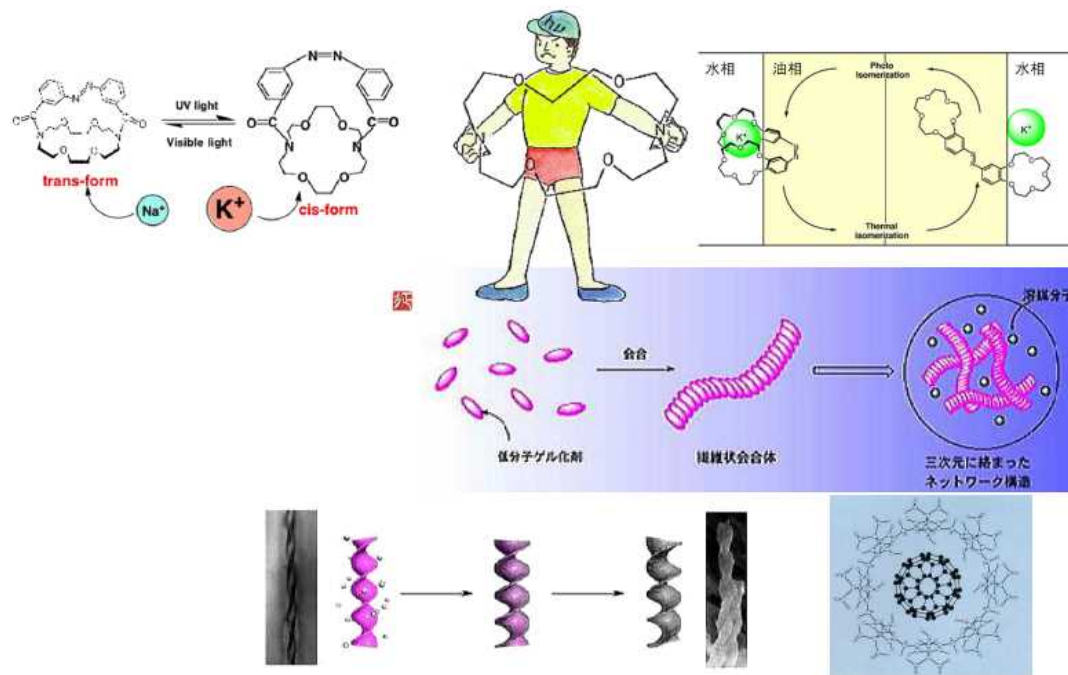 hν
N=N
UV light
Visible light
trans-form
Na⁺
K⁺
cis-form
水相
油相
水相
Photo
Isomerization
K⁺
K⁺
Thermal
Isomerization
会合
低分子ゲル化剤
繊維状会合体
溶媒分子
三次元に絡まった
ネットワーク構造